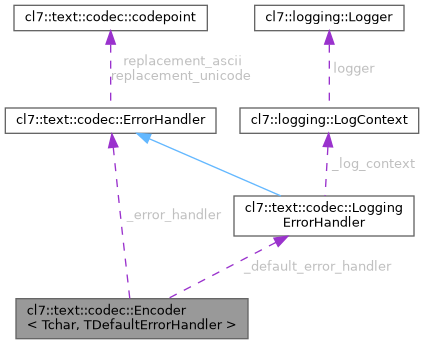 cl7::text::codec::codepoint
cl7::logging::Logger
replacement_ascii
replacement_unicode
logger
cl7::text::codec::ErrorHandler
cl7::logging::LogContext
_log_context
_error_handler
cl7::text::codec::Logging
ErrorHandler
_default_error_handler
cl7::text::codec::Encoder
< Tchar, TDefaultErrorHandler >